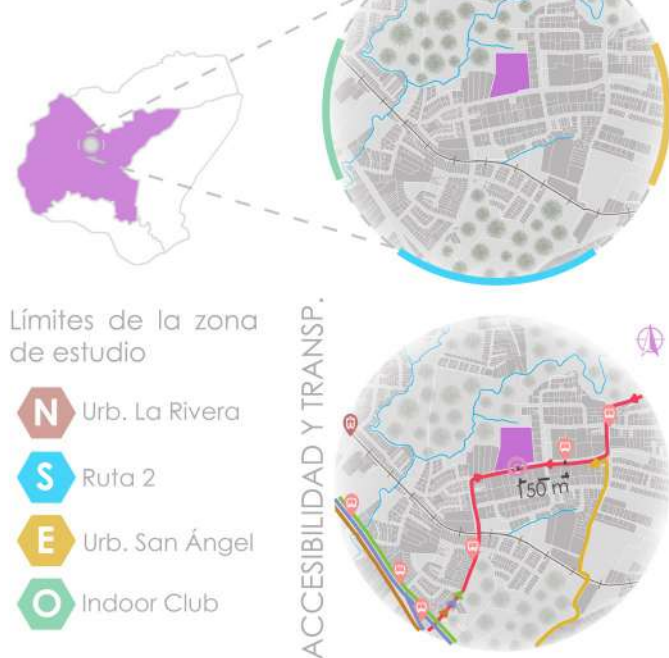 Límites de la zona
de estudio
N Urb. La Rivera
S Ruta 2
E Urb. San Ángel
O Indoor Club
ACCESIBILIDAD Y TRANSP.
150 m